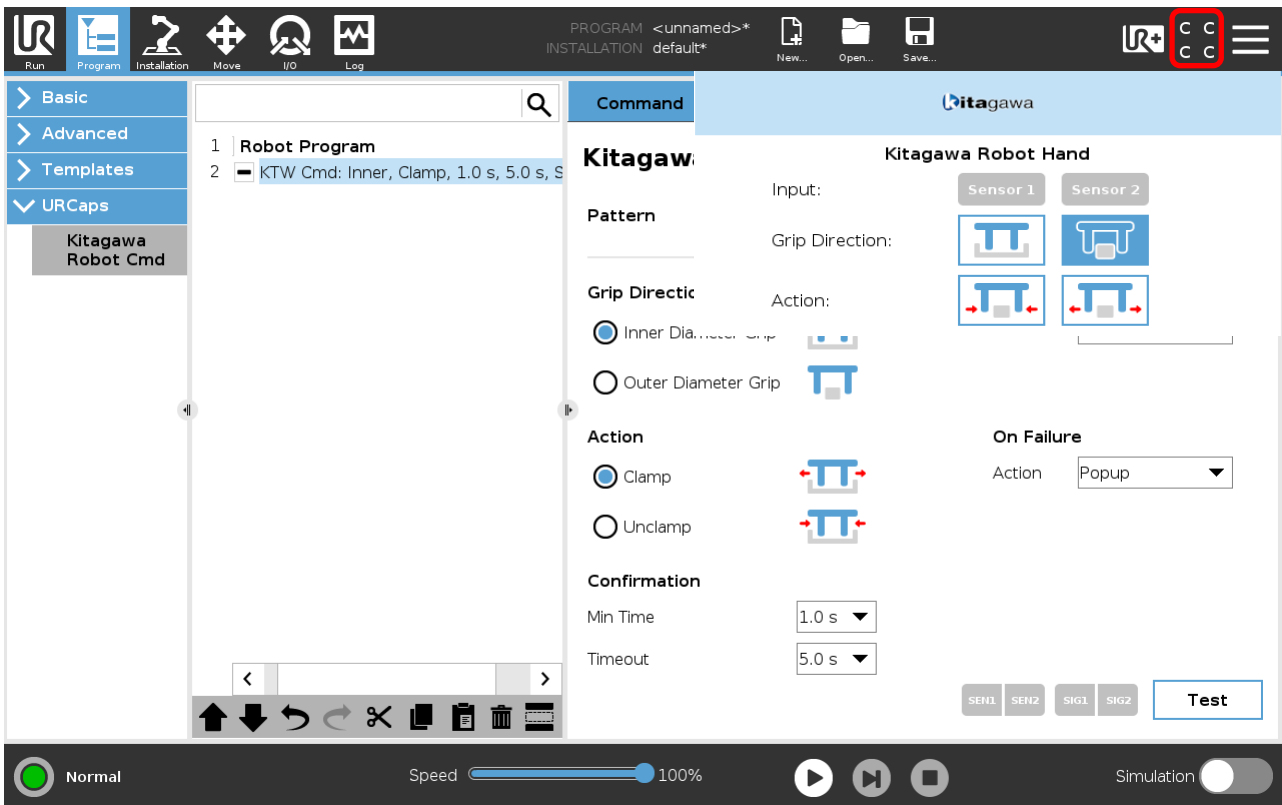 PROGRAM <unnamed>*
INSTALLATION default*
UR
UR+
C C
C C
Run Program Installation Move I/O Log New... Open... Save...
Basic
Advanced
Templates
URCaps
Kitagawa
Robot Cmd
1 Robot Program
2 KTW Cmd: Inner, Clamp, 1.0 s, 5.0 s, S
Command
Kitagawa
Kitagawa Robot Hand
Input: Sensor 1 Sensor 2
Grip Direction:
Action:
Kitagawa
Pattern
Grip Directio
Inner Diameter Grip
Outer Diameter Grip
Action
Clamp
Unclamp
On Failure
Action Popup
Confirmation
Min Time 1.0 s
Timeout 5.0 s
SEN1 SEN2 SIG1 SIG2 Test
Normal Speed 100% Simulation